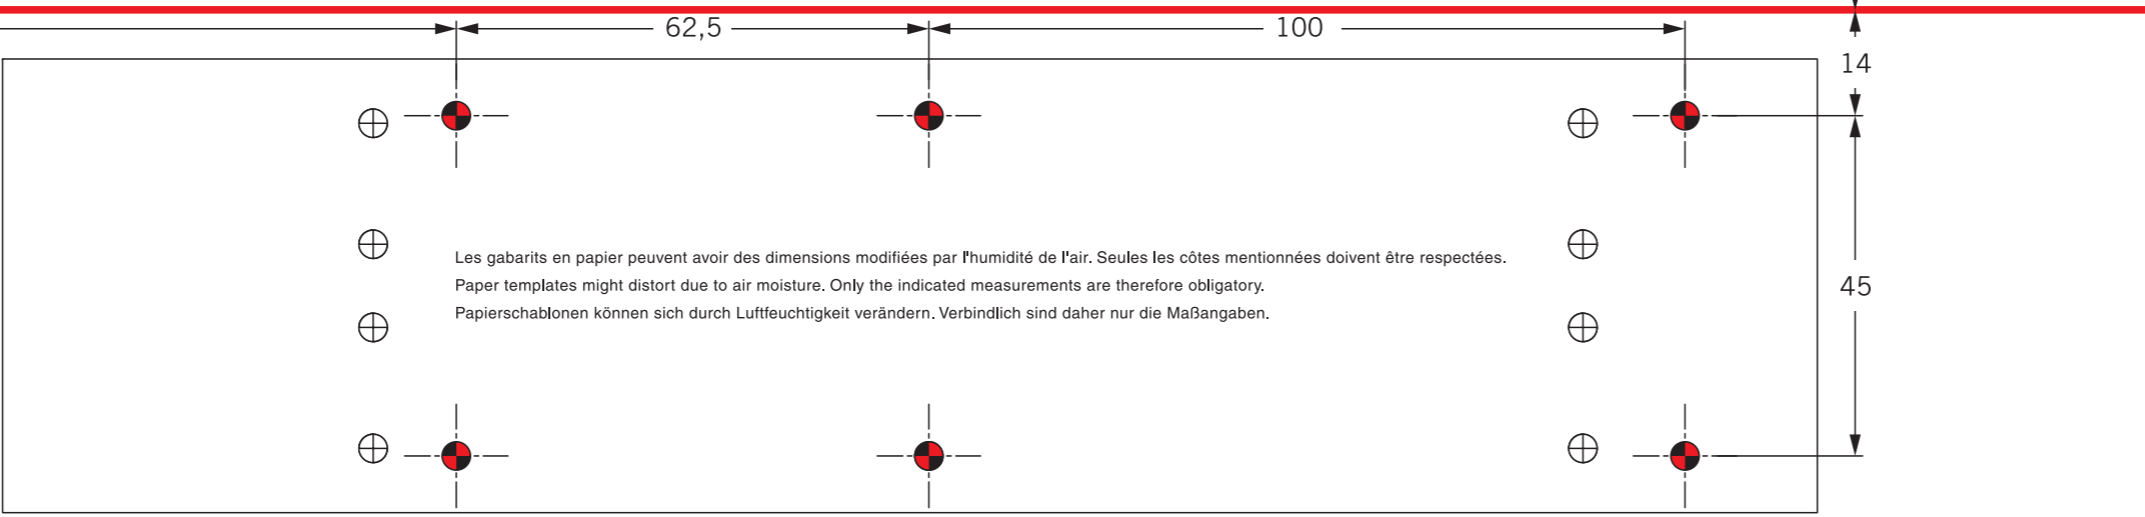 62,5
100
14
Les gabarits en papier peuvent avoir des dimensions modifiées par l'humidité de l'air. Seules les côtes mentionnées doivent être respectées.
Paper templates might distort due to air moisture. Only the indicated measurements are therefore obligatory.
45
Papierschablonen können sich durch Luftfeuchtigkeit verändern. Verbindlich sind daher nur die Maßangaben.